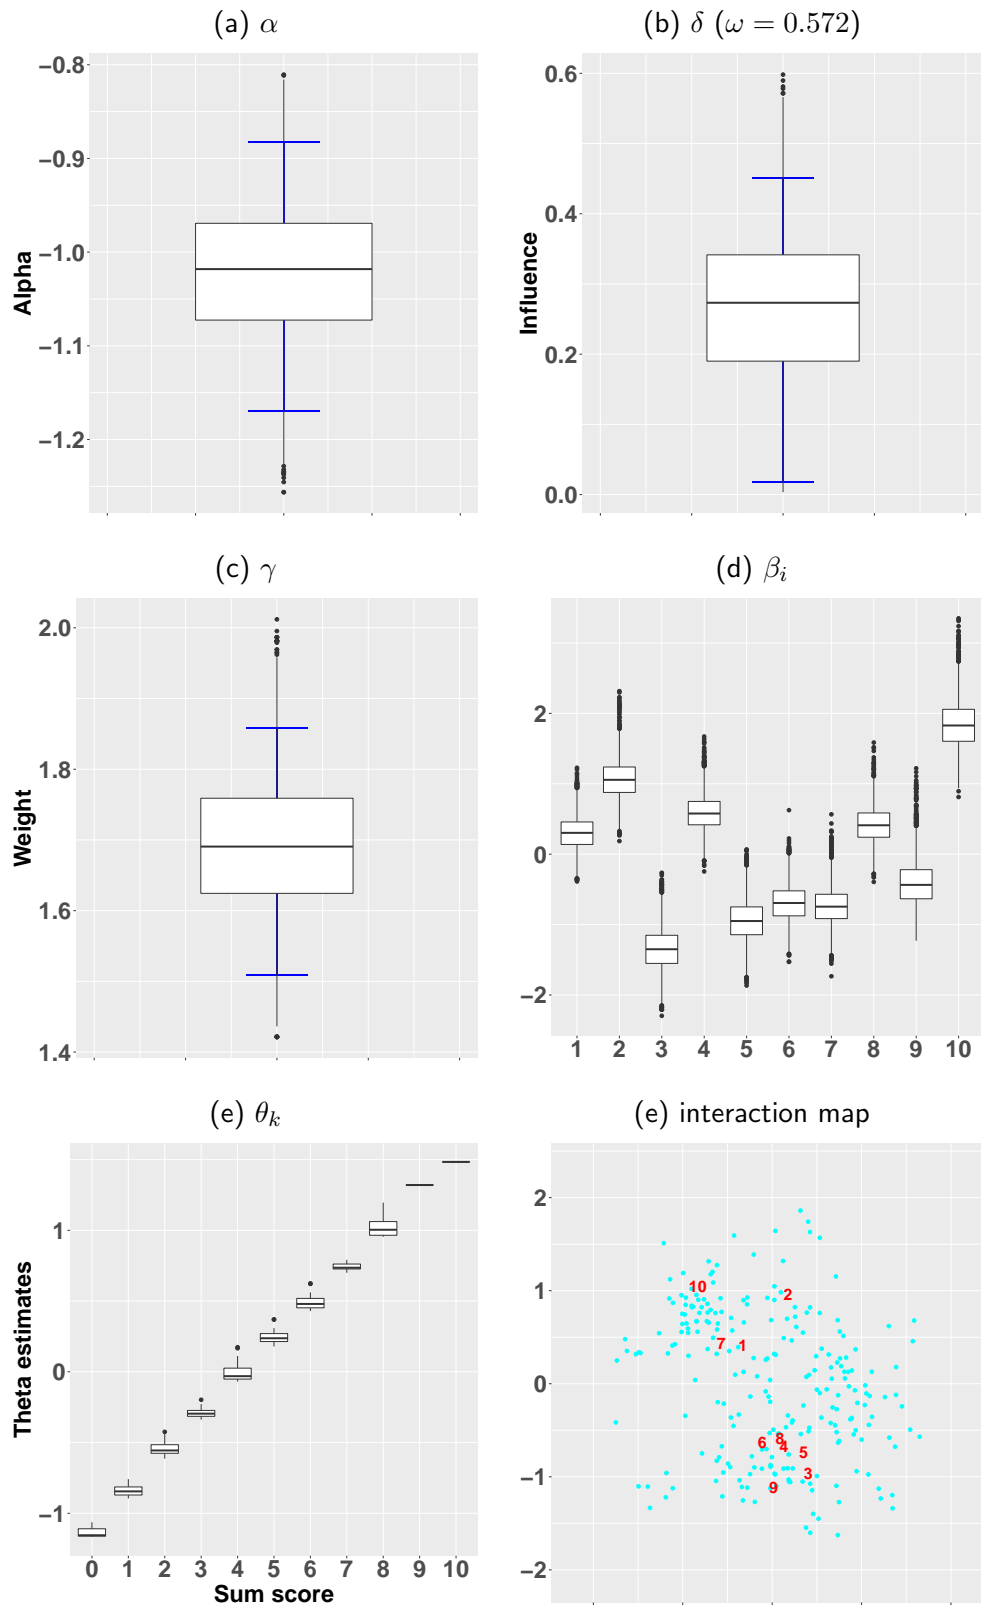 (a) α
(b) δ (ω = 0.572)
−0.8
−0.9
−1.0
−1.1
−1.2
Alpha
0.6
0.4
0.2
0.0
Influence
(c) γ
(d) βi
2.0
1.8
1.6
1.4
Weight
2
0
−2
1 2 3 4 5 6 7 8 9 10
(e) θk
(e) interaction map
1
0
−1
Theta estimates
0 1 2 3 4 5 6 7 8 9 10
Sum score
2
1
0
−1
−2
10
2
7
1
8
6
4
5
3
9